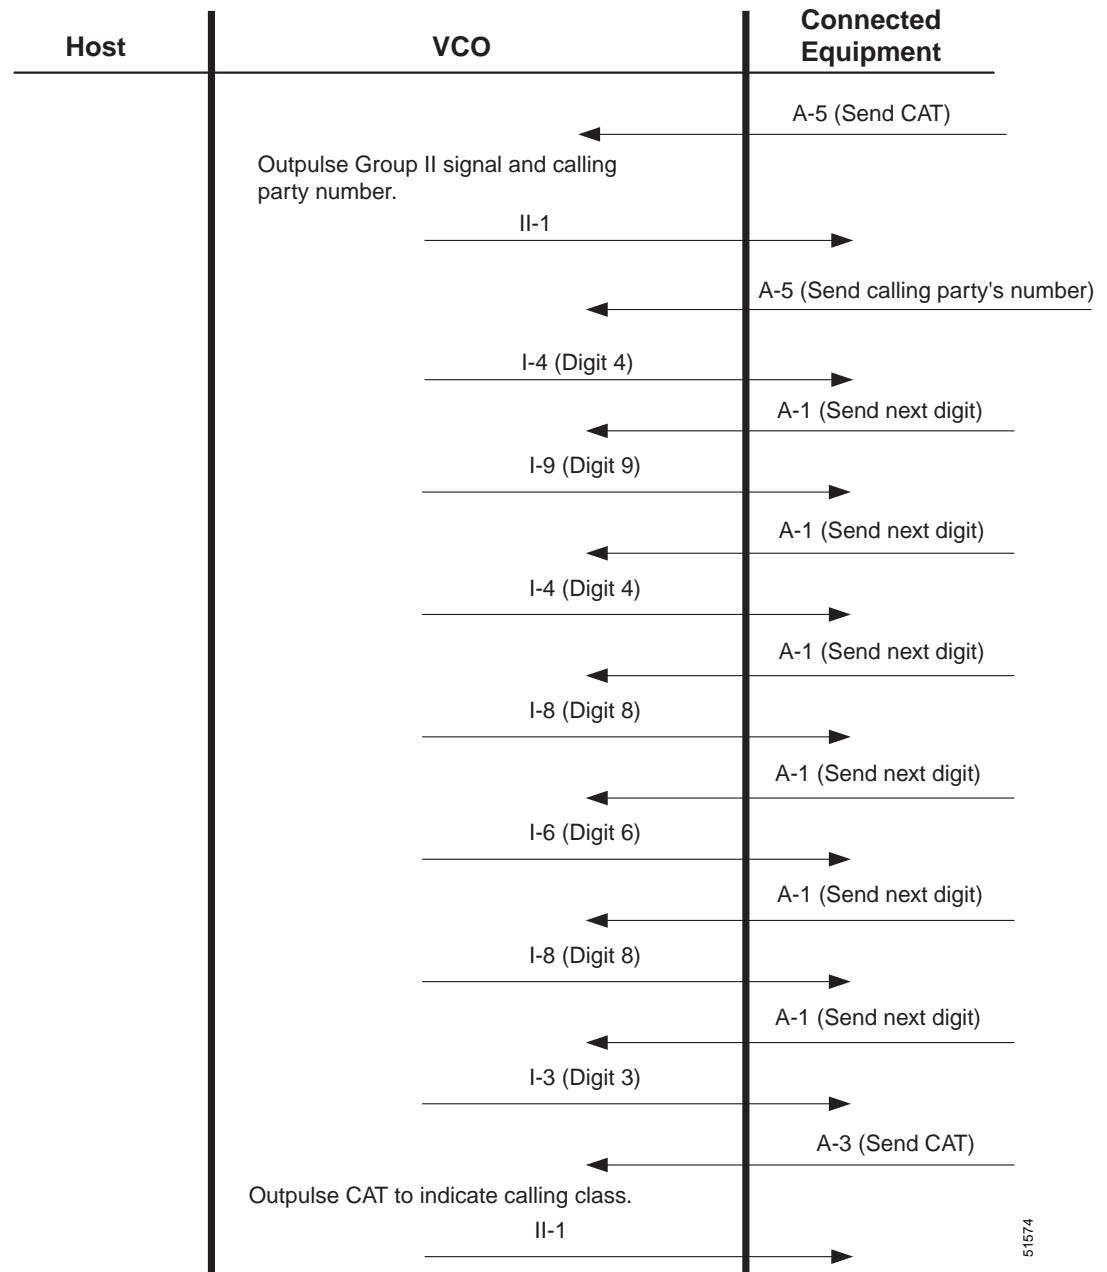 Host
VCO
Connected
Equipment
A-5 (Send CAT)
Outpulse Group II signal and calling
party number.
II-1
A-5 (Send calling party's number)
I-4 (Digit 4)
A-1 (Send next digit)
I-9 (Digit 9)
A-1 (Send next digit)
I-4 (Digit 4)
A-1 (Send next digit)
I-8 (Digit 8)
A-1 (Send next digit)
I-6 (Digit 6)
A-1 (Send next digit)
I-8 (Digit 8)
A-1 (Send next digit)
I-3 (Digit 3)
A-3 (Send CAT)
Outpulse CAT to indicate calling class.
II-1
51574